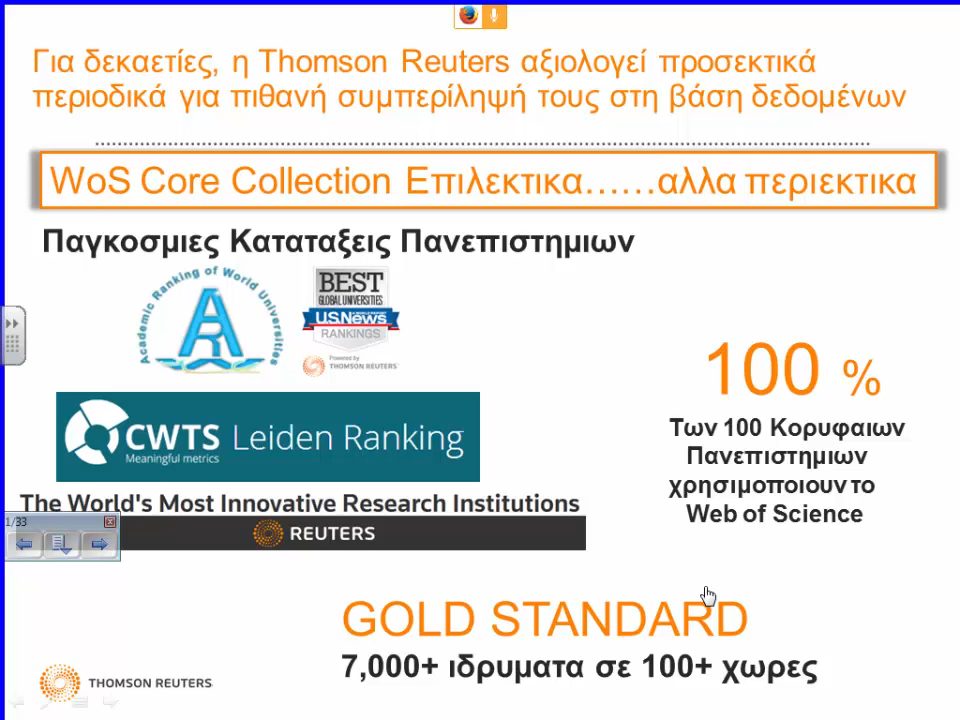 Για δεκαετίες, η Thomson Reuters αξιολογεί προσεκτικά
περιοδικά για πιθανή συμπερίληψή τους στη βάση δεδομένων
WoS Core Collection Επιλεκτικα……αλλα περιεκτικα
Παγκοσμιες Καταταξεις Πανεπιστημιων
Academic Ranking of World Universities
BEST
GLOBAL UNIVERSITIES
U.S.News
RANKINGS
Powered by
THOMSON REUTERS
CWTS Leiden Ranking
Meaningful metrics
The World's Most Innovative Research Institutions
REUTERS
1/33
100 %
Των 100 Κορυφαιων
Πανεπιστημιων
χρησιμοποιουν το
Web of Science
GOLD STANDARD
7,000+ ιδρυματα σε 100+ χωρες
THOMSON REUTERS